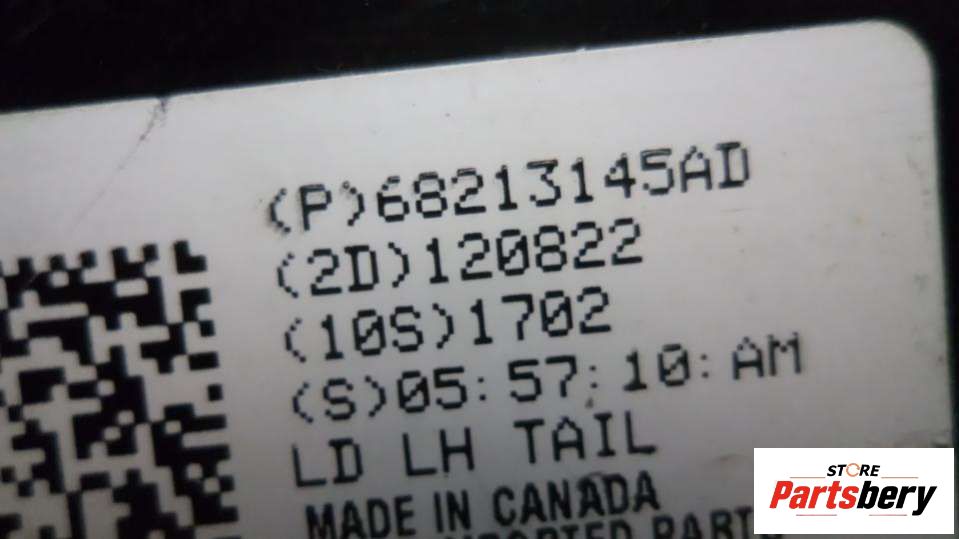 (P)68213145AD
(2D)120822
(10S)1702
(S)05:57:10:AM
LD LH TAIL
MADE IN CANADA
STORE
Partsbery